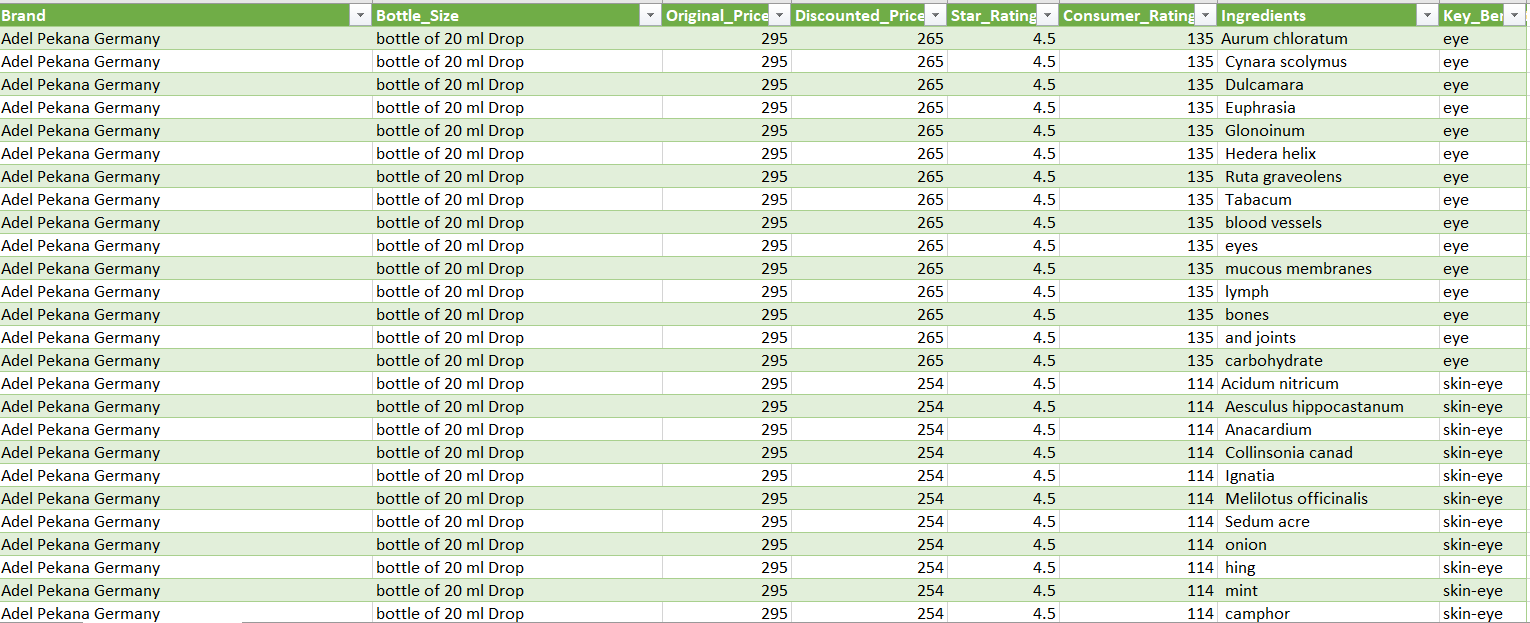 Brand Bottle_Size Original_Price Discounted_Price Star_Rating Consumer_Rating Ingredients Key_Ber
Adel Pekana Germany bottle of 20 ml Drop 295 265 4.5 135 Aurum chloratum eye
Adel Pekana Germany bottle of 20 ml Drop 295 265 4.5 135 Cynara scolymus eye
Adel Pekana Germany bottle of 20 ml Drop 295 265 4.5 135 Dulcamara eye
Adel Pekana Germany bottle of 20 ml Drop 295 265 4.5 135 Euphrasia eye
Adel Pekana Germany bottle of 20 ml Drop 295 265 4.5 135 Glonoinum eye
Adel Pekana Germany bottle of 20 ml Drop 295 265 4.5 135 Hedera helix eye
Adel Pekana Germany bottle of 20 ml Drop 295 265 4.5 135 Ruta graveolens eye
Adel Pekana Germany bottle of 20 ml Drop 295 265 4.5 135 Tabacum eye
Adel Pekana Germany bottle of 20 ml Drop 295 265 4.5 135 blood vessels eye
Adel Pekana Germany bottle of 20 ml Drop 295 265 4.5 135 eyes eye
Adel Pekana Germany bottle of 20 ml Drop 295 265 4.5 135 mucous membranes eye
Adel Pekana Germany bottle of 20 ml Drop 295 265 4.5 135 lymph eye
Adel Pekana Germany bottle of 20 ml Drop 295 265 4.5 135 bones eye
Adel Pekana Germany bottle of 20 ml Drop 295 265 4.5 135 and joints eye
Adel Pekana Germany bottle of 20 ml Drop 295 265 4.5 135 carbohydrate eye
Adel Pekana Germany bottle of 20 ml Drop 295 254 4.5 114 Acidum nitricum skin-eye
Adel Pekana Germany bottle of 20 ml Drop 295 254 4.5 114 Aesculus hippocastanum skin-eye
Adel Pekana Germany bottle of 20 ml Drop 295 254 4.5 114 Anacardium skin-eye
Adel Pekana Germany bottle of 20 ml Drop 295 254 4.5 114 Collinsonia canad skin-eye
Adel Pekana Germany bottle of 20 ml Drop 295 254 4.5 114 Ignatia skin-eye
Adel Pekana Germany bottle of 20 ml Drop 295 254 4.5 114 Melilotus officinalis skin-eye
Adel Pekana Germany bottle of 20 ml Drop 295 254 4.5 114 Sedum acre skin-eye
Adel Pekana Germany bottle of 20 ml Drop 295 254 4.5 114 onion skin-eye
Adel Pekana Germany bottle of 20 ml Drop 295 254 4.5 114 hing skin-eye
Adel Pekana Germany bottle of 20 ml Drop 295 254 4.5 114 mint skin-eye
Adel Pekana Germany bottle of 20 ml Drop 295 254 4.5 114 camphor skin-eye